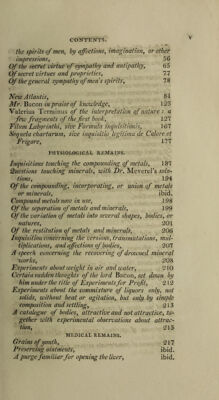 CONTENTS. v
the spirits of men, by affections, imagination, or other
impressions, 56
Of the secret virtue of sympathy and antipathy, 65
Of secret virtues and proprieties, 77
Of the general sympathy of men's spirits, 78
New Atlantis, 81
Mr. Bacon in praise of knowledge, 123
Valerius Terminus of the interpretation of nature: a
few fragments of the first book, 127
Filum Labyrinthi, sive Formula inquisitionis, 167
Sequela chartarum, sive inquisitio legitima de Calore et
Frigore, 177
PHYSIOLOGICAL REMAINS.
Inquisitions touching the compounding of metals, 187
Questions touching minerals, with Dr. Meverel's solu-
tions, 194
Of the compounding, incorporating, or union of metals
or minerals, ibid.
Compound metals now in use, 198
Of the separation of metals and minerals, 199
Of the variation of metals into several shapes, bodies, or
natures, 201
Of the restitution of metals and minerals, 206
Inquisition concerning the versions, transmutations, mul-
tiplications, and affections of bodies, 207
A speech concerning the recovering of drowned mineral
works, 208
Experiments about weight in air and water, 210
Certain sudden thoughts of the lord Bacon, set down by
him under the title of Experiments for Profit, 212
Experiments about the commixture of liquors only, not
solids, without heat or agitation, but only by simple
composition and settling, 213
A catalogue of bodies, attractive and not attractive, to-
gether with experimental observations about attrac-
tion, 215
MEDICAL REMAINS.
Grains of youth, 217
Preserving ointments, ibid.
A purge familiar for opening the liver, ibid.